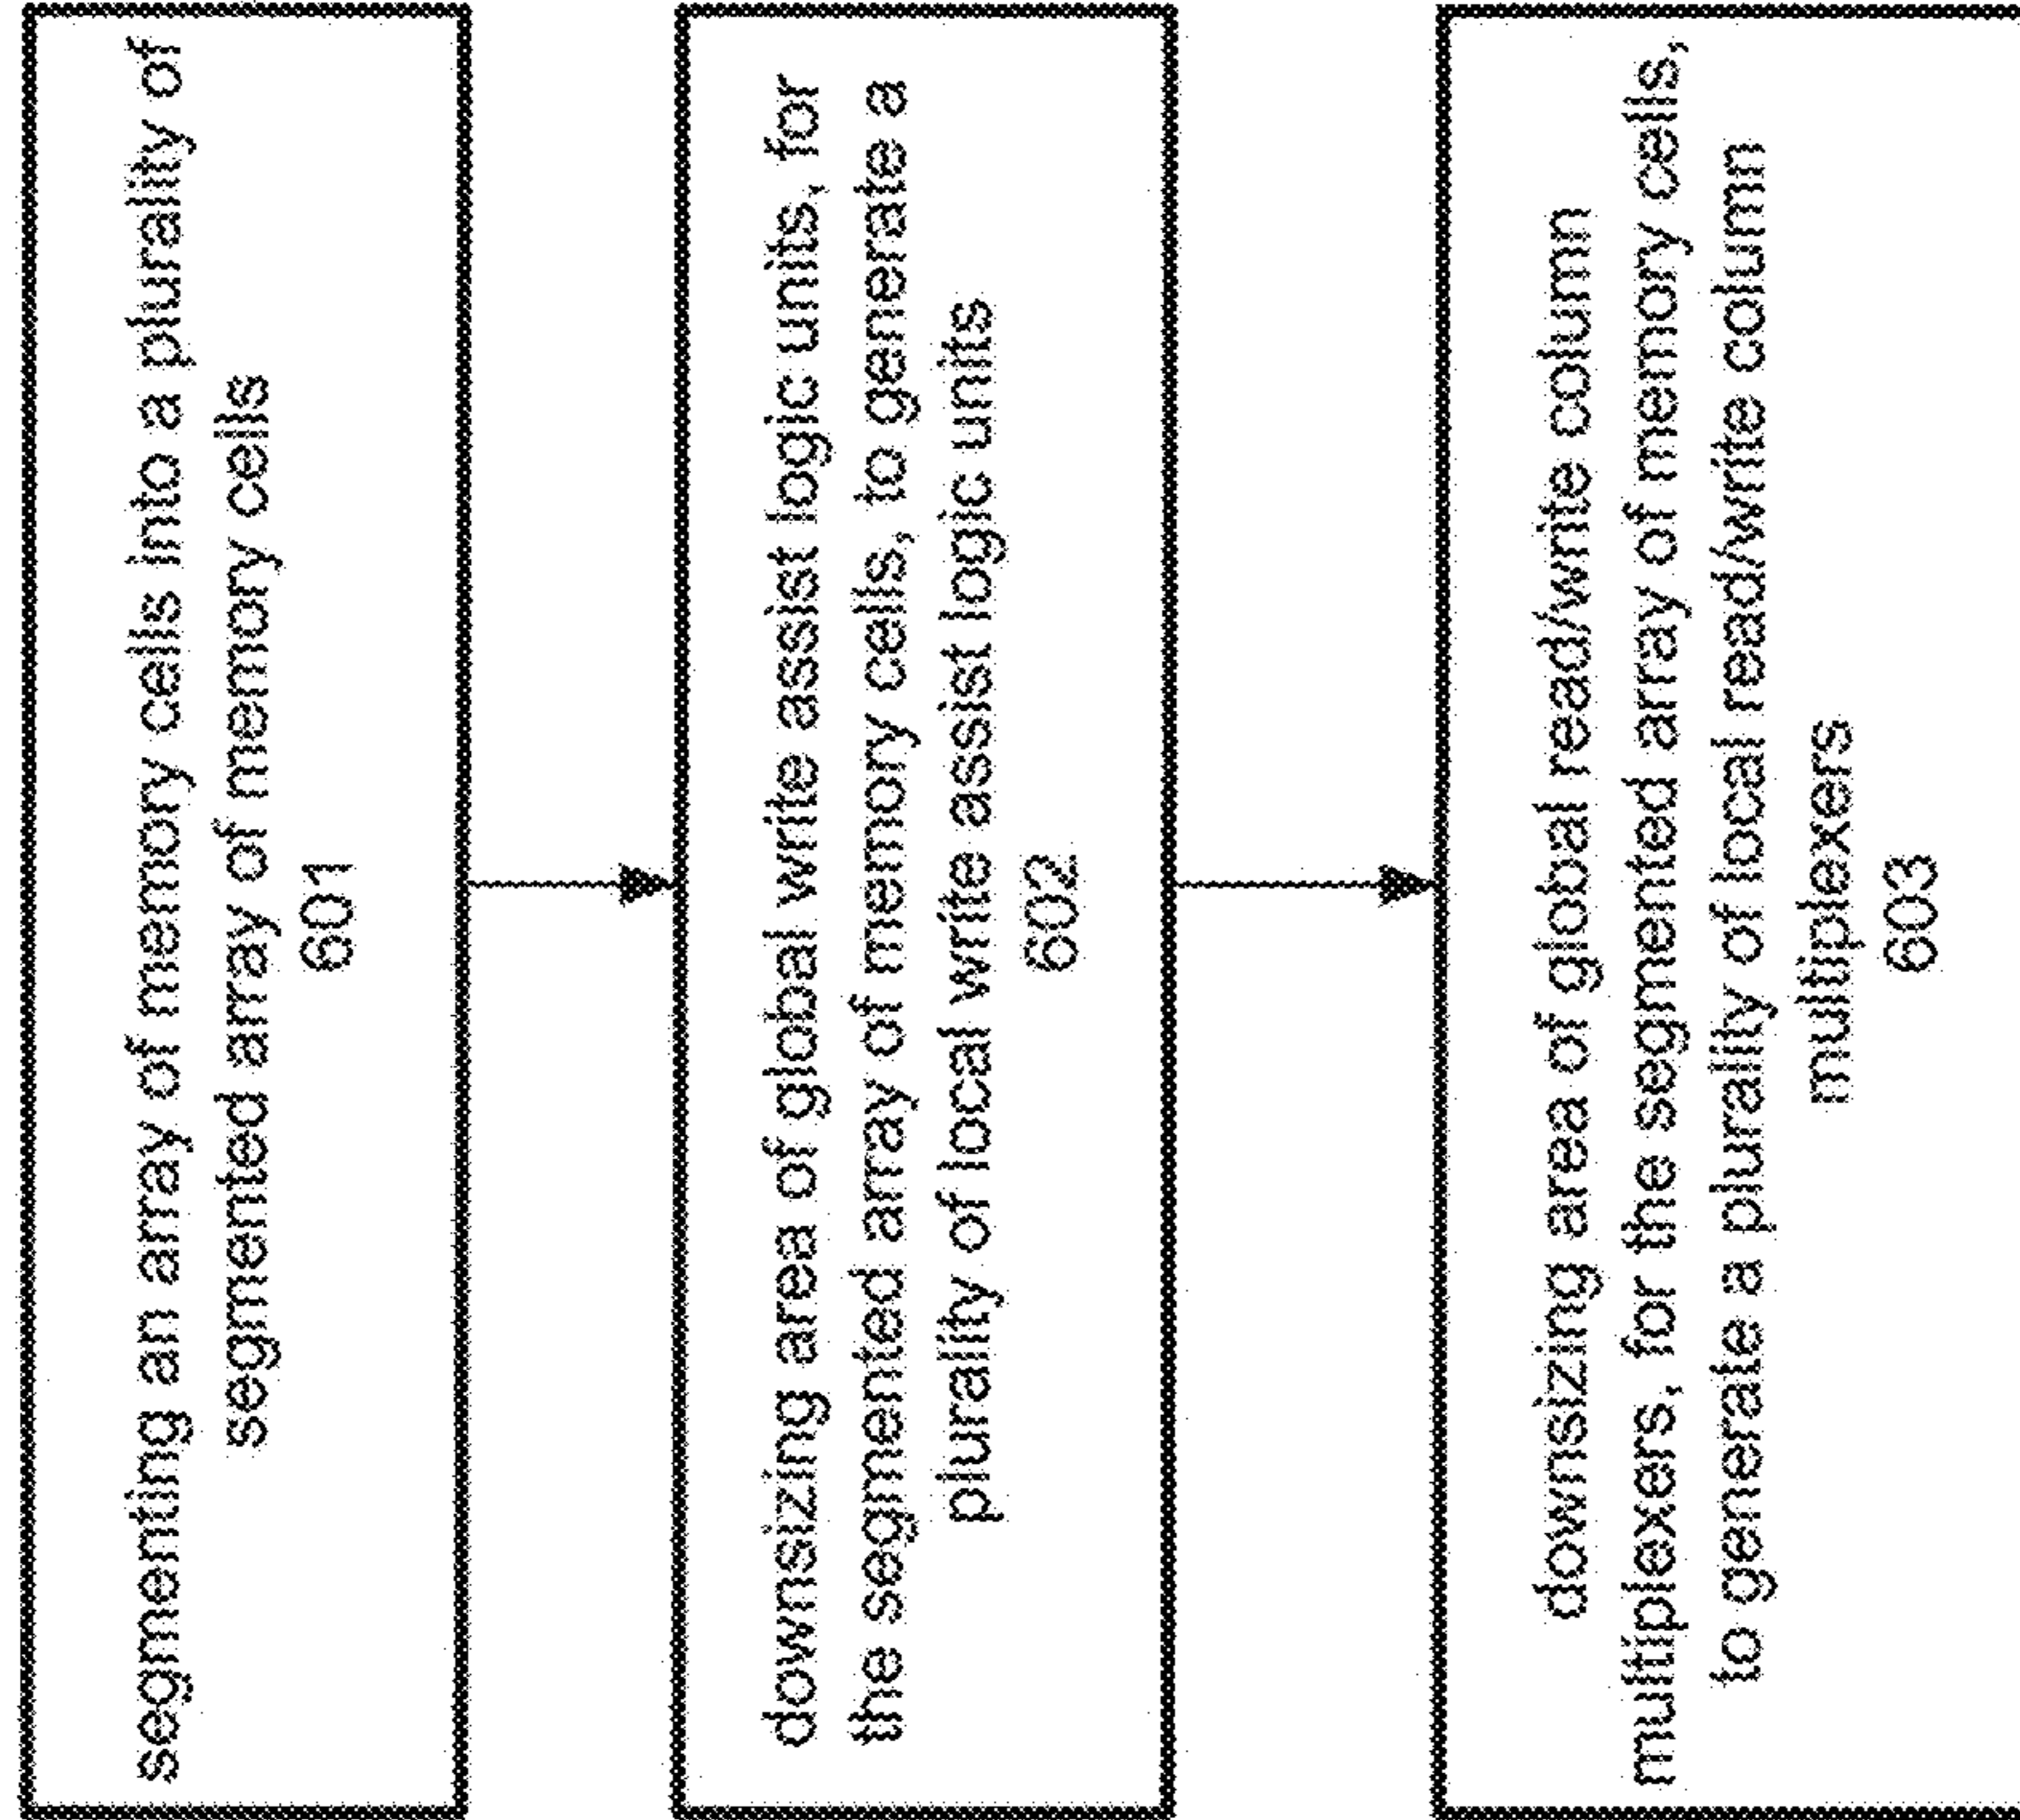 segmenting an array of memory cells into a plurality of
segmented array of memory cells
601
downsizing area of global write assist logic units, for
the segmented array of memory cells, to generate a
plurality of local write assist logic units
602
downsizing area of global read/write column
multiplexers, for the segmented array of memory cells,
to generate a plurality of local read/write column
multiplexers
603